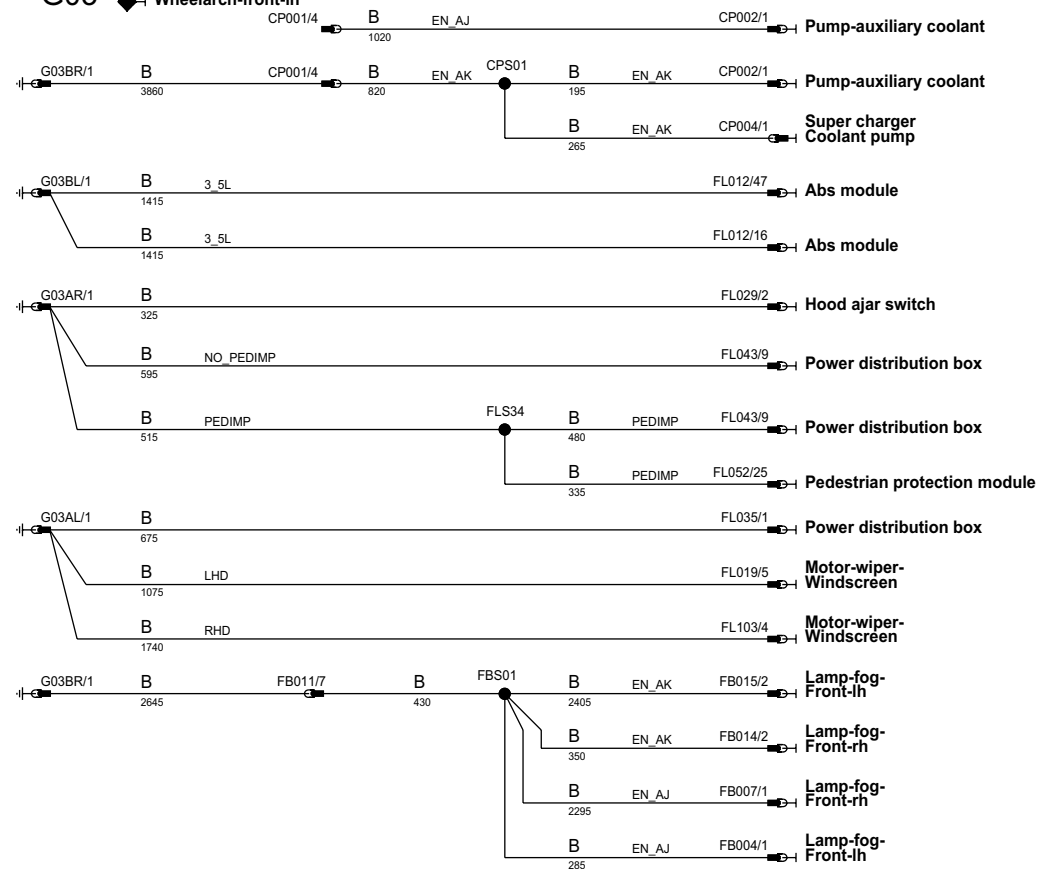 CP001/4 B EN_AJ CP002/1 Pump-auxiliary coolant
1020
G03BR/1 B CP001/4 B EN_AK CPS01 B EN_AK CP002/1 Pump-auxiliary coolant
3860 820 195
B EN_AK CP004/1 Super charger
Coolant pump
265
G03BL/1 B 3_5L FL012/47 Abs module
1415
B 3_5L FL012/16 Abs module
1415
G03AR/1 B FL029/2 Hood ajar switch
325
B NO_PEDIMP FL043/9 Power distribution box
595
B PEDIMP FLS34 B PEDIMP FL043/9 Power distribution box
515 480
B PEDIMP FL052/25 Pedestrian protection module
335
G03AL/1 B FL035/1 Power distribution box
675
B LHD FL019/5 Motor-wiper-
Windscreen
1075
B RHD FL103/4 Motor-wiper-
Windscreen
1740
G03BR/1 B FB011/7 B FBS01 B EN_AK FB015/2 Lamp-fog-
Front-lh
2645 430 2405
B EN_AK FB014/2 Lamp-fog-
Front-rh
350
B EN_AJ FB007/1 Lamp-fog-
Front-rh
2295
B EN_AJ FB004/1 Lamp-fog-
Front-lh
285